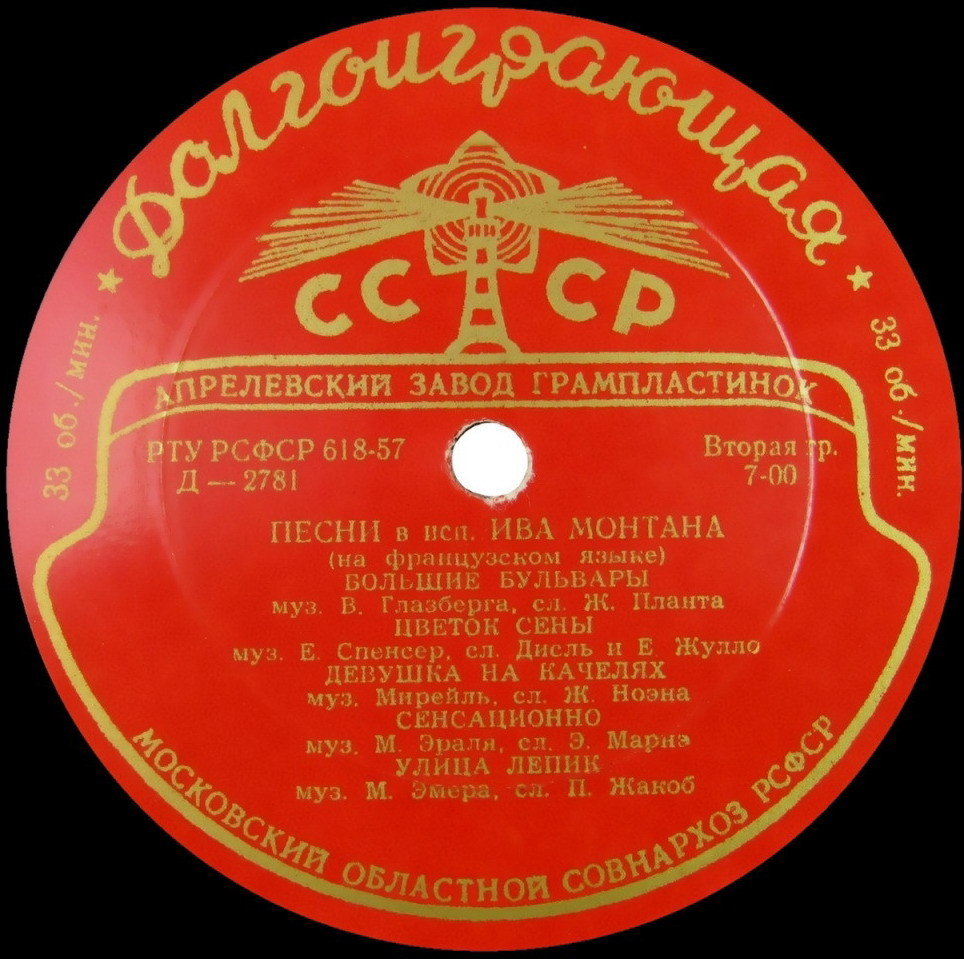 Долгоиграющая
СССР
33 об./мин.
33 об./мин.
АПРЕЛЕВСКИЙ ЗАВОД ГРАМПЛАСТИНОК
РТУ РСФСР 618-57
Д — 2781
Вторая гр.
7-00
ПЕСНИ в исп. ИВА МОНТАНА
(на французском языке)
БОЛЬШИЕ БУЛЬВАРЫ
муз. В. Глазберга, сл. Ж. Планта
ЦВЕТОК СЕНЫ
муз. Е. Спенсер, сл. Дисль и Е. Жулло
ДЕВУШКА НА КАЧЕЛЯХ
муз. Мирейль, сл. Ж. Ноэна
СЕНСАЦИОННО
муз. М. Эраля, сл. Э. Марнэ
УЛИЦА ЛЕПИК
муз. М. Эмера, сл. П. Жакоб
МОСКОВСКИЙ ОБЛАСТНОЙ СОВНАРХОЗ РСФСР